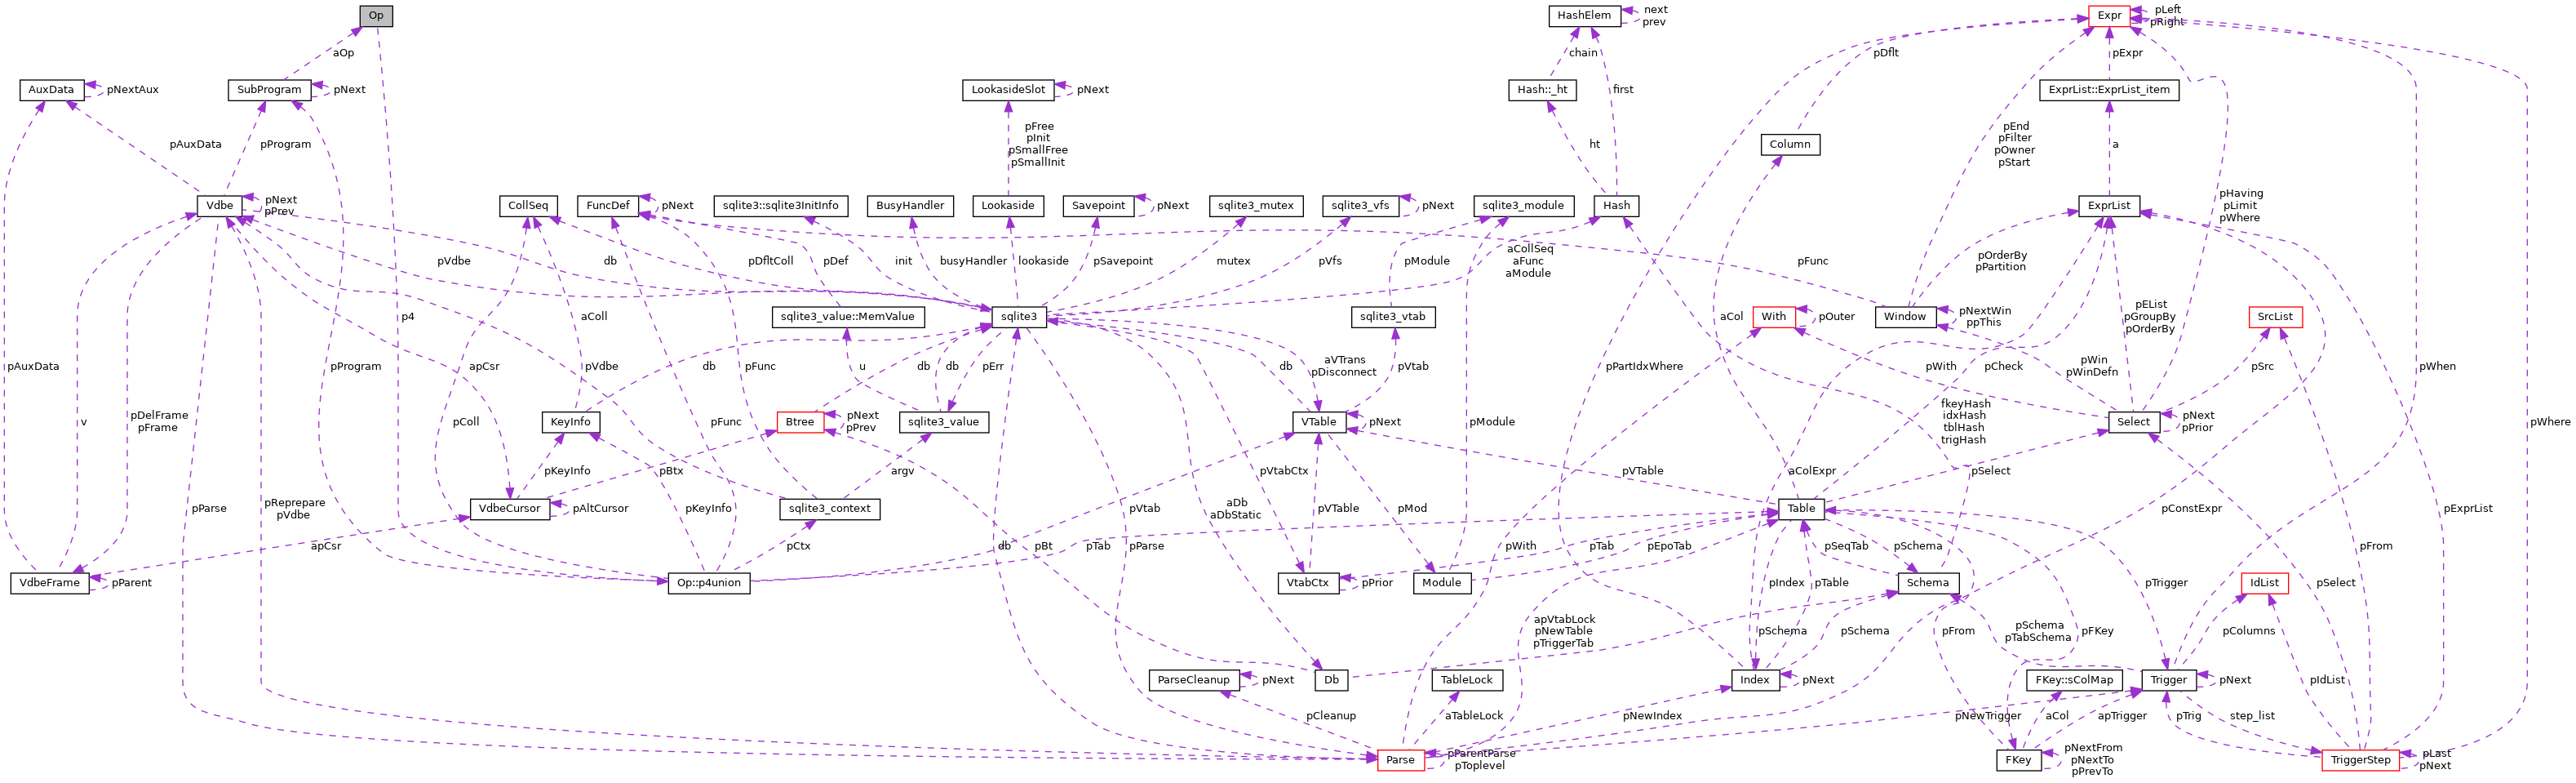 Op
HashElem
next
prev
Expr
pLeft
pRight
aOp
chain
pDflt
pExpr
AuxData
pNextAux
SubProgram
pNext
LookasideSlot
pNext
Hash::_ht
first
ExprList::ExprList_item
pFree
pInit
pSmallFree
pSmallInit
pEnd
pFilter
pOwner
pStart
pAuxData
pProgram
ht
Column
a
Vdbe
pNext
pPrev
CollSeq
FuncDef
pNext
sqlite3::sqlite3InitInfo
BusyHandler
Lookaside
Savepoint
pNext
sqlite3_mutex
sqlite3_vfs
pNext
sqlite3_module
Hash
ExprList
pHaving
pLimit
pWhere
pVdbe
db
pDfltColl
pDef
init
busyHandler
lookaside
pSavepoint
mutex
pVfs
pModule
aCollSeq
aFunc
aModule
pFunc
pOrderBy
pPartition
p4
aColl
sqlite3_value::MemValue
sqlite3
sqlite3_vtab
aCol
With
pOuter
Window
pNextWin
ppThis
pEList
pGroupBy
pOrderBy
SrcList
pAuxData
pProgram
apCsr
pVdbe
db
pFunc
u
db
db
pErr
db
aVTrans
pDisconnect
pVtab
pPartIdxWhere
pWith
pCheck
pWin
pWinDefn
pSrc
pWhen
v
pDelFrame
pFrame
pColl
KeyInfo
pFunc
Btree
pNext
pPrev
sqlite3_value
VTable
pNext
pModule
fkeyHash
idxHash
tblHash
trigHash
Select
pNext
pPrior
pWhere
pKeyInfo
pBtx
argv
pVtabCtx
pVTable
aColExpr
pSelect
pParse
pReprepare
pVdbe
VdbeCursor
pAltCursor
pKeyInfo
sqlite3_context
pVtab
aDb
aDbStatic
pVTable
pMod
Table
pConstExpr
pExprList
apCsr
pCtx
db
pBt
pTab
pParse
pWith
pTab
pEpoTab
pSeqTab
pSchema
pFrom
VdbeFrame
pParent
Op::p4union
VtabCtx
pPrior
Module
pIndex
pTable
Schema
pTrigger
IdList
pSelect
apVtabLock
pNewTable
pTriggerTab
pSchema
pSchema
pFrom
pSchema
pTabSchema
pFKey
pColumns
ParseCleanup
pNext
Db
TableLock
Index
pNext
FKey::sColMap
Trigger
pNext
pIdList
pCleanup
aTableLock
pNewIndex
pNewTrigger
aCol
apTrigger
pTrig
step_list
Parse
pParentParse
pToplevel
FKey
pNextFrom
pNextTo
pPrevTo
TriggerStep
pLast
pNext